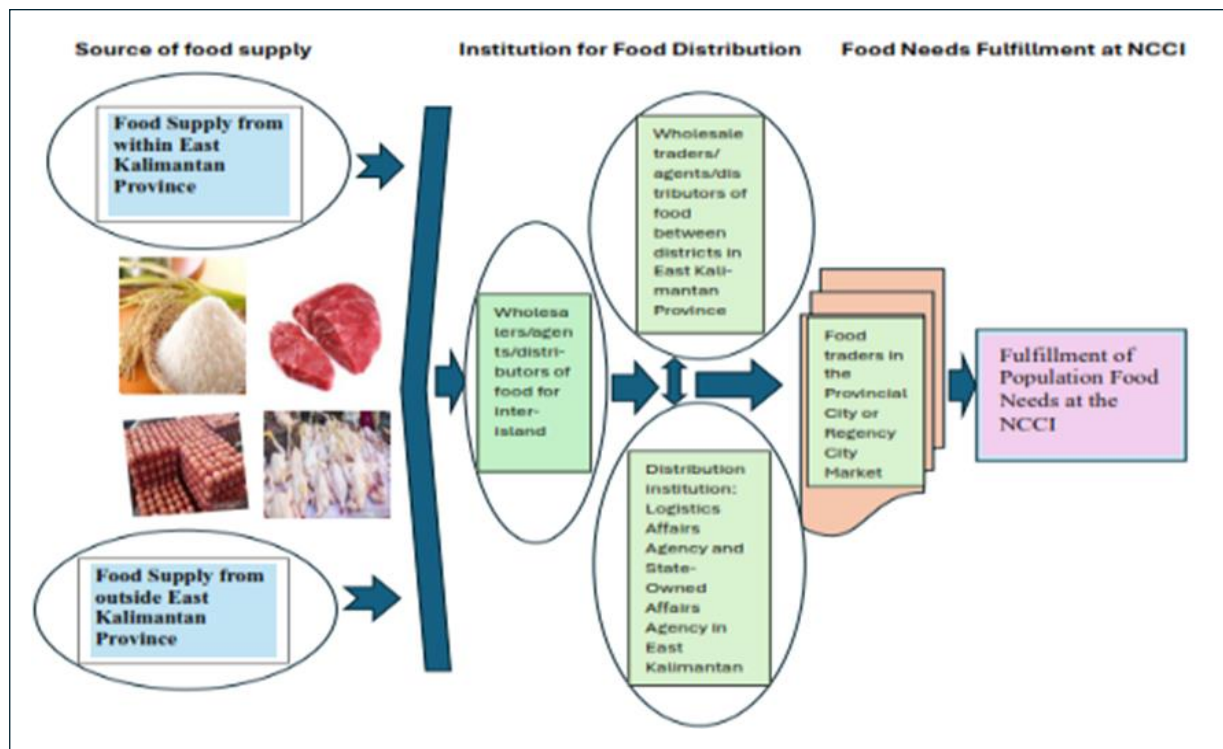 Source of food supply
Institution for Food Distribution
Food Needs Fulfillment at NCCI
Food Supply from
within East
Kalimantan
Province
Food Supply from
outside East
Kalimantan
Province
Wholesa
lers/agen
ts/distri-
butors of
food for
inter-
island
Wholesale
traders/
agents/dis
tributors of
food
between
districts in
East Kali-
mantan
Province
Distribution
institution:
Logistics
Affairs
Agency and
State-
Owned
Affairs
Agency in
East
Kalimantan
Food
traders in
the
Provincial
City or
Regency
City
Market
Fulfillment of
Population Food
Needs at the
NCCI